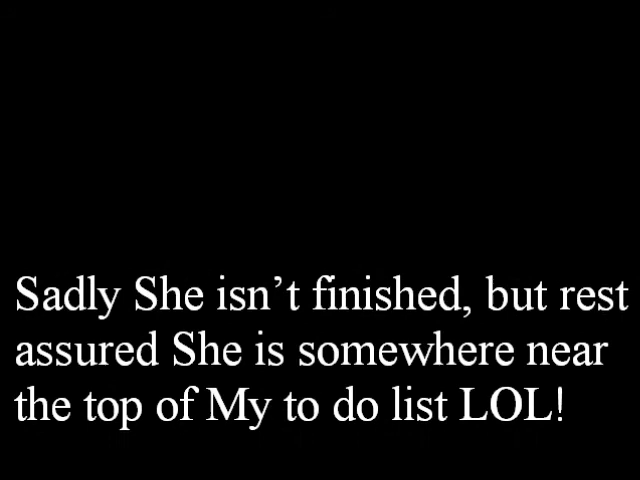 Sadly She isn’t finished, but rest
assured She is somewhere near
the top of My to do list LOL!